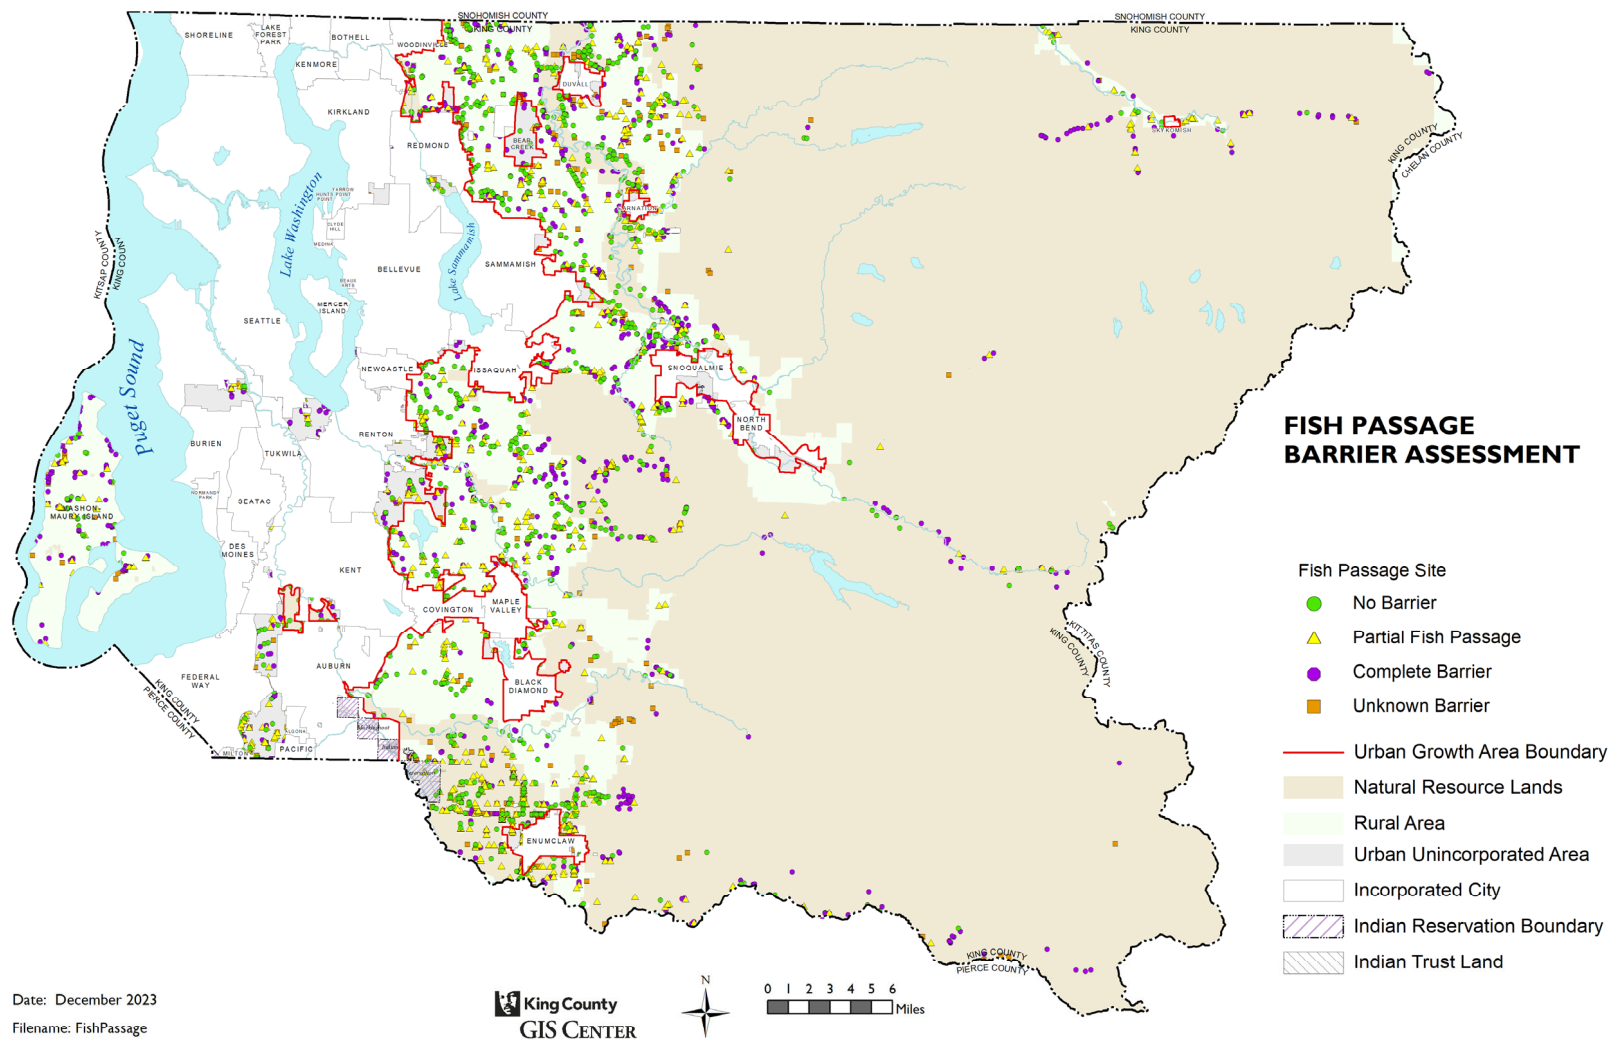 SNOHOMISH COUNTY
KING COUNTY
SNOHOMISH COUNTY
KING COUNTY
SHORELINE
LAKE
FOREST
PARK
BOTHELL
WOODINVILLE
KENMORE
DUVALL
KIRKLAND
REDMOND
BEAR
CREEK
SKYKOMISH
KING COUNTY
CHELAN COUNTY
YARROW
POINT
HUNTS
POINT
CLYDE
HILL
MEDINA
CARNATION
Lake Washington
Lake Sammamish
KITSAP COUNTY
KING COUNTY
BELLEVUE
SAMMAMISH
BEAUX
ARTS
MERCER
ISLAND
SEATTLE
Puget Sound
NEWCASTLE
ISSAQUAH
SNOQUALMIE
NORTH
BEND
RENTON
BURIEN
TUKWILA
NORMANDY
PARK
SEATAC
VASHON-
MAURY ISLAND
DES
MOINES
KENT
COVINGTON
MAPLE
VALLEY
KITTITAS COUNTY
KING COUNTY
AUBURN
FEDERAL
WAY
BLACK
DIAMOND
KING COUNTY
PIERCE COUNTY
ALGONA
MILTON
PACIFIC
ENUMCLAW
KING COUNTY
PIERCE COUNTY
FISH PASSAGE
BARRIER ASSESSMENT
Fish Passage Site
No Barrier
Partial Fish Passage
Complete Barrier
Unknown Barrier
Urban Growth Area Boundary
Natural Resource Lands
Rural Area
Urban Unincorporated Area
Incorporated City
Indian Reservation Boundary
Indian Trust Land
Date: December 2023
Filename: FishPassage
King County
GIS CENTER
N
0 1 2 3 4 5 6
Miles